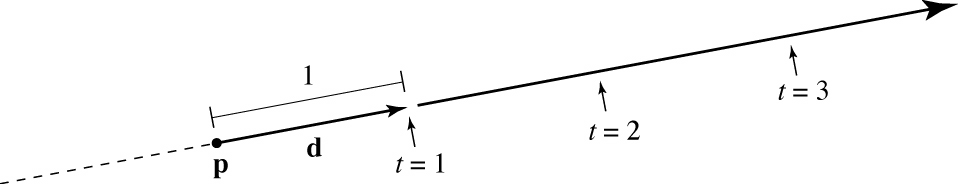 1
p
d
t = 1
t = 2
t = 3